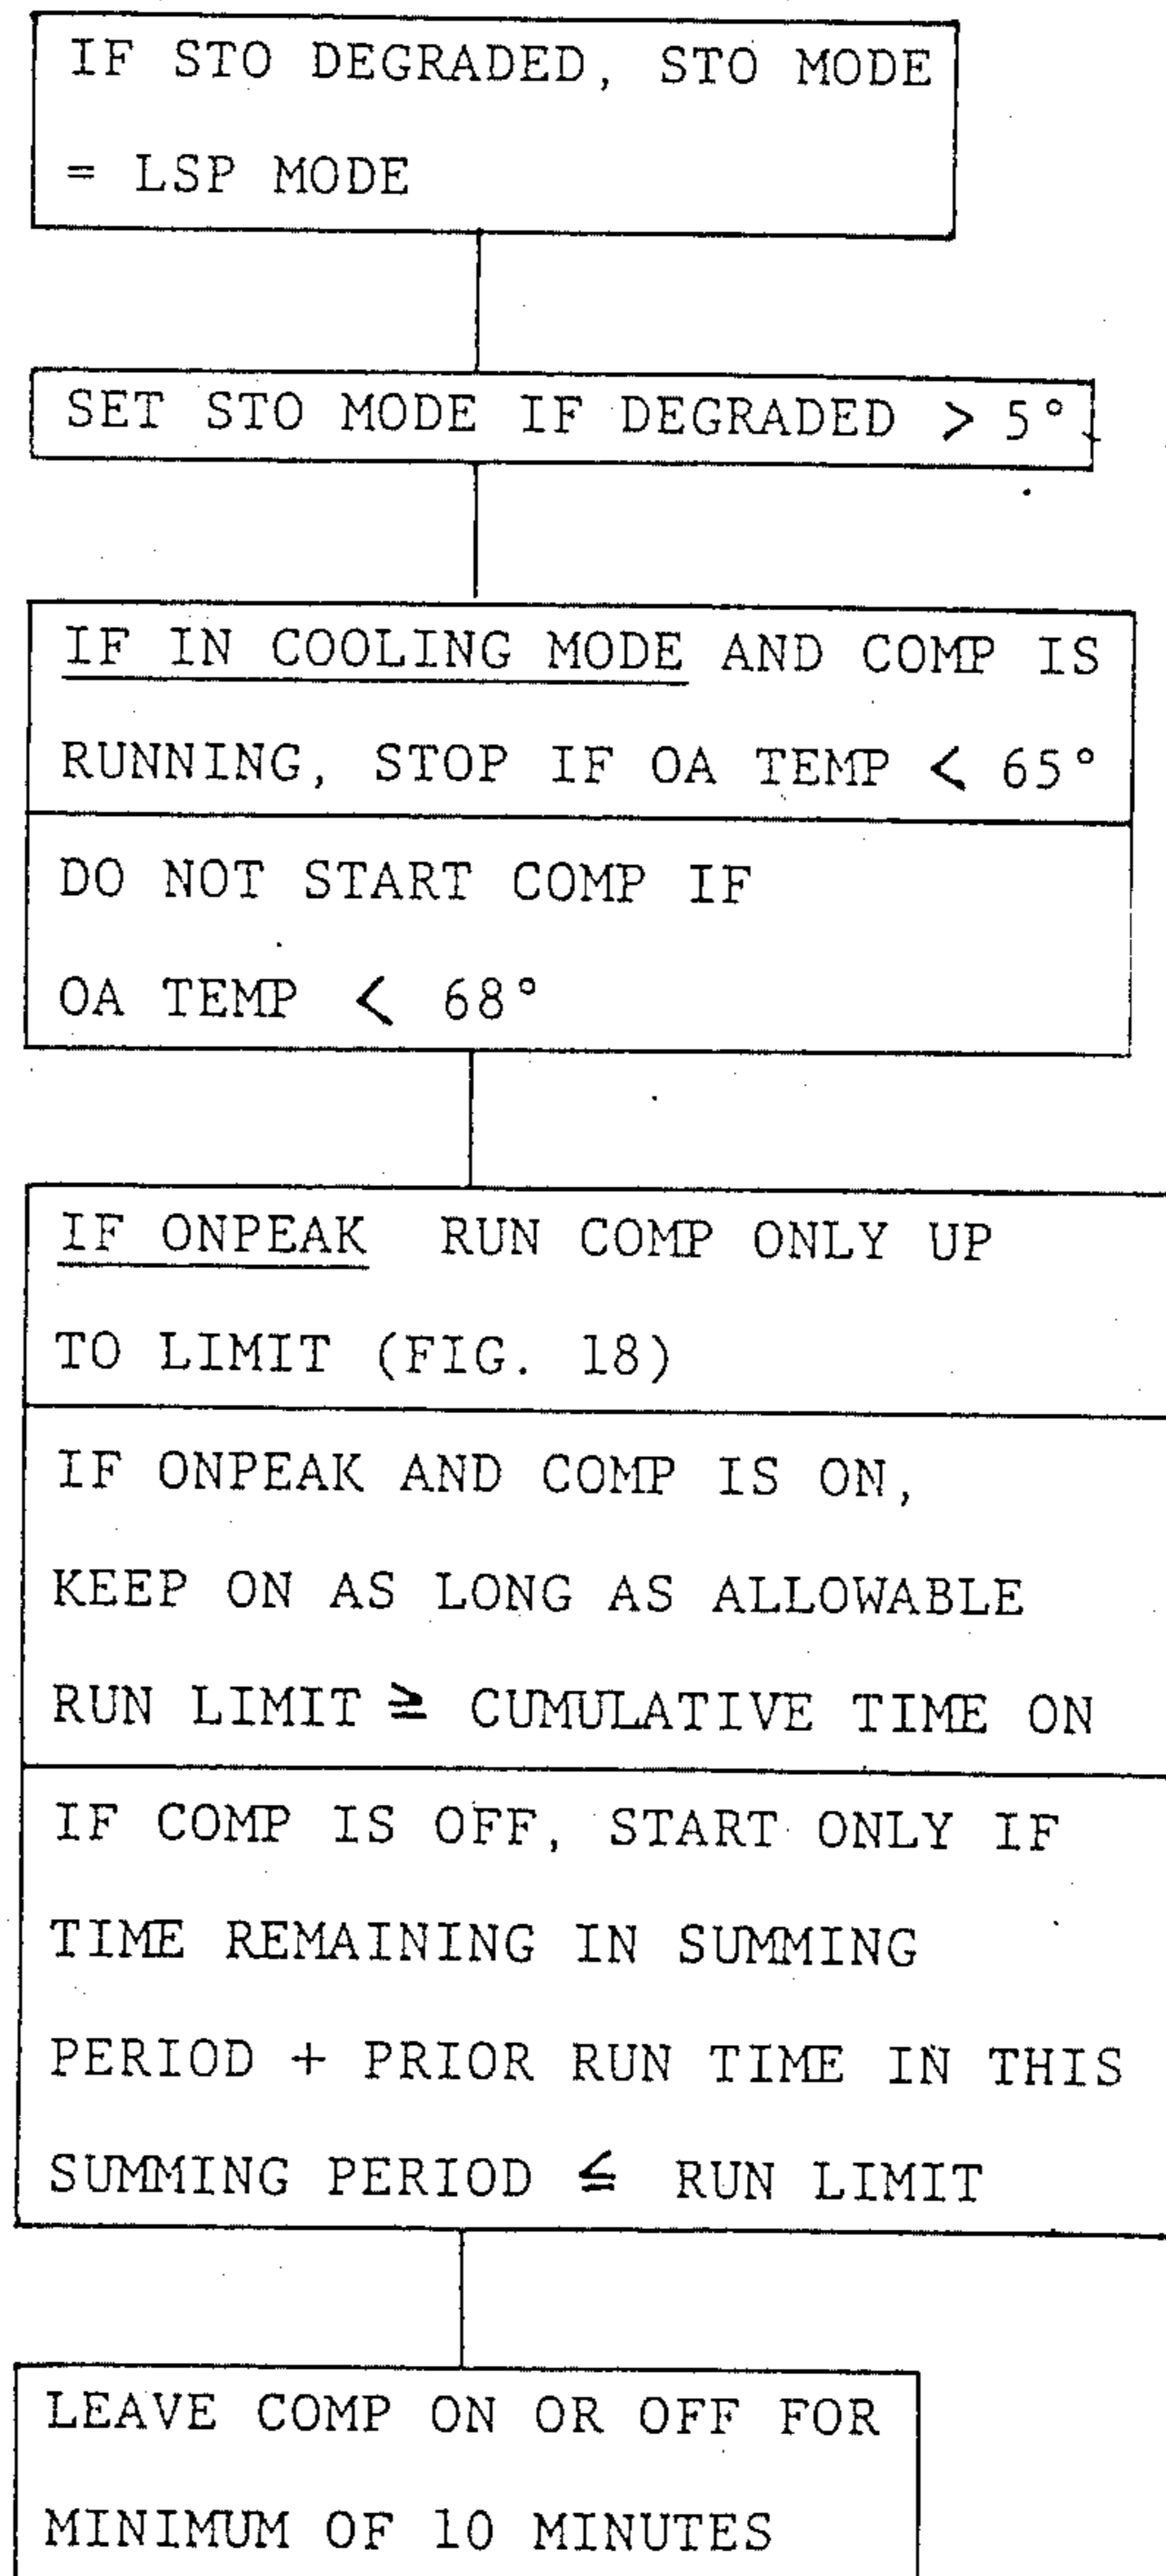 IF STO DEGRADED, STO MODE
= LSP MODE
SET STO MODE IF DEGRADED > 5°
IF IN COOLING MODE AND COMP IS
RUNNING, STOP IF OA TEMP < 65°
DO NOT START COMP IF
OA TEMP < 68°
IF ONPEAK RUN COMP ONLY UP
TO LIMIT (FIG. 18)
IF ONPEAK AND COMP IS ON,
KEEP ON AS LONG AS ALLOWABLE
RUN LIMIT ≥ CUMULATIVE TIME ON
IF COMP IS OFF, START ONLY IF
TIME REMAINING IN SUMMING
PERIOD + PRIOR RUN TIME IN THIS
SUMMING PERIOD ≤ RUN LIMIT
LEAVE COMP ON OR OFF FOR
MINIMUM OF 10 MINUTES